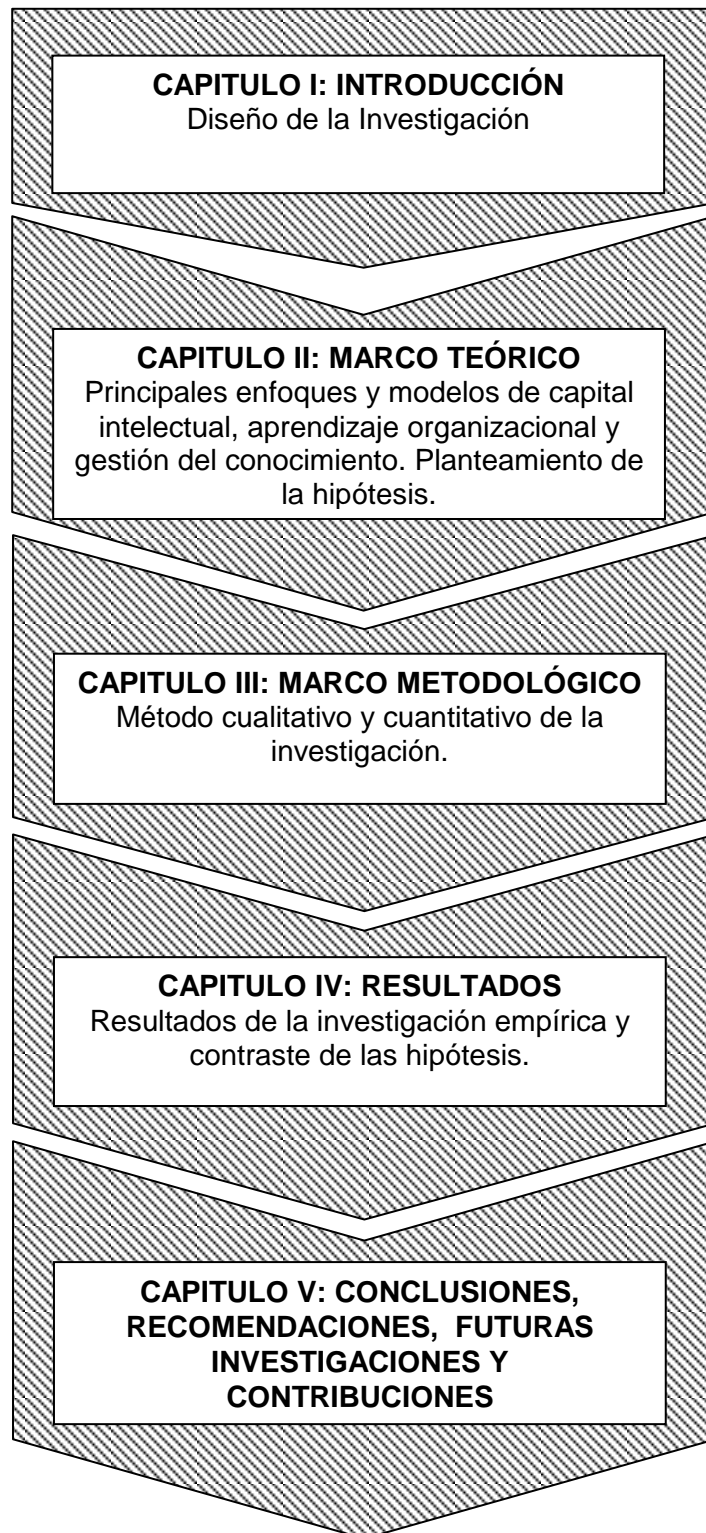 CAPITULO I: INTRODUCCIÓN
Diseño de la Investigación
CAPITULO II: MARCO TEÓRICO
Principales enfoques y modelos de capital
intelectual, aprendizaje organizacional y
gestión del conocimiento. Planteamiento de
la hipótesis.
CAPITULO III: MARCO METODOLÓGICO
Método cualitativo y cuantitativo de la
investigación.
CAPITULO IV: RESULTADOS
Resultados de la investigación empírica y
contraste de las hipótesis.
CAPITULO V: CONCLUSIONES,
RECOMENDACIONES, FUTURAS
INVESTIGACIONES Y
CONTRIBUCIONES